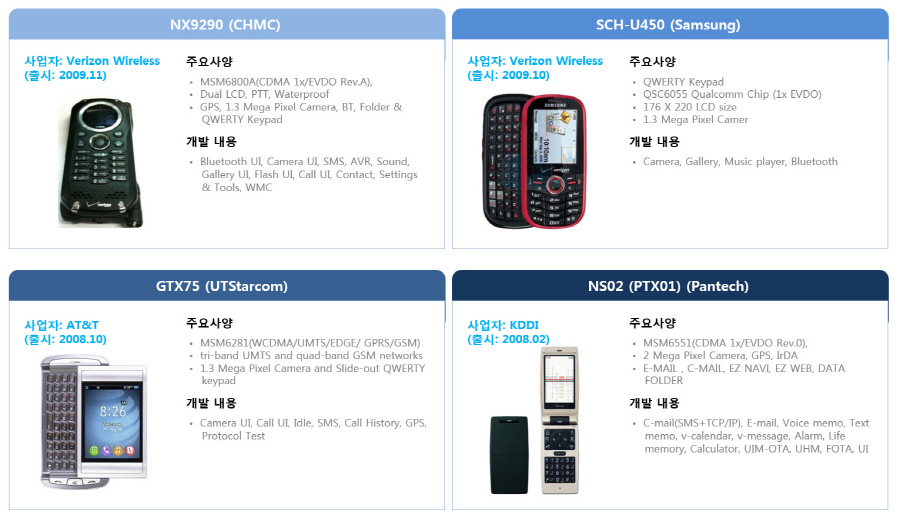 NX9290 (CHMC)
사업자: Verizon Wireless
(출시: 2009.11)
주요사양
• MSM6800A(CDMA 1x/EVDO Rev.A),
• Dual LCD, PTT, Waterproof
• GPS, 1.3 Mega Pixel Camera, BT, Folder &
QWERTY Keypad
개발 내용
• Bluetooth UI, Camera UI, SMS, AVR, Sound,
Gallery UI, Flash UI, Call UI, Contact, Settings
& Tools, WMC
SCH-U450 (Samsung)
사업자: Verizon Wireless
(출시: 2009.10)
SAMSUNG
verizon
주요사양
• QWERTY Keypad
• QSC6055 Qualcomm Chip (1x EVDO)
• 176 X 220 LCD size
• 1.3 Mega Pixel Camer
개발 내용
• Camera, Gallery, Music player, Bluetooth
GTX75 (UTStarcom)
사업자: AT&T
(출시: 2008.10)
8:26
주요사양
• MSM6281(WCDMA/UMTS/EDGE/ GPRS/GSM)
• tri-band UMTS and quad-band GSM networks
• 1.3 Mega Pixel Camera and Slide-out QWERTY
keypad
개발 내용
• Camera UI, Call UI, Idle, SMS, Call History, GPS,
Protocol Test
NS02 (PTX01) (Pantech)
사업자: KDDI
(출시: 2008.02)
주요사양
• MSM6551(CDMA 1x/EVDO Rev.0),
• 2 Mega Pixel Camera, GPS, IrDA
• E-MAIL , C-MAIL, EZ NAVI, EZ WEB, DATA
FOLDER
개발 내용
• C-mail(SMS+TCP/IP), E-mail, Voice memo, Text
memo, v-calendar, v-message, Alarm, Life
memory, Calculator, UIM-OTA, UHM, FOTA, UI